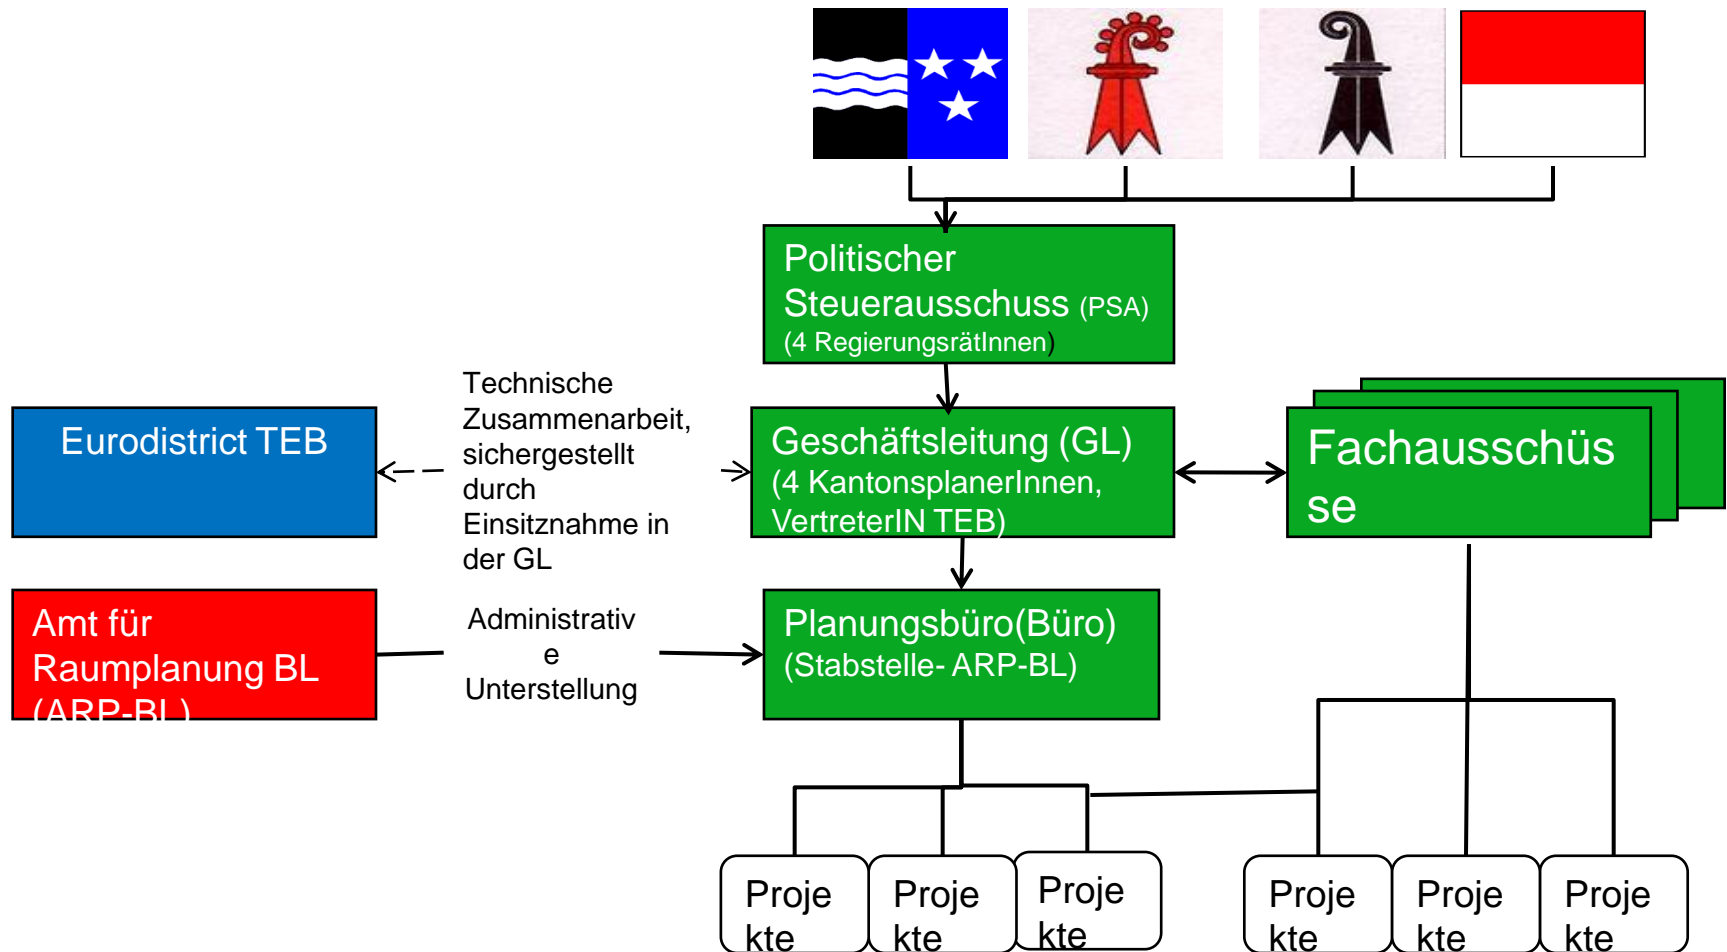 Politischer
Steuerausschuss (PSA)
(4 RegierungsrätInnen)
Technische
Zusammenarbeit,
sichergestellt
durch
Einsitznahme in
der GL
Eurodistrict TEB
Geschäftsleitung (GL)
(4 KantonsplanerInnen,
VertreterIN TEB)
Fachausschüs
se
Amt für
Raumplanung BL
(ARP-BL)
Administrativ
e
Unterstellung
Planungsbüro(Büro)
(Stabstelle- ARP-BL)
Proje
kte
Proje
kte
Proje
kte
Proje
kte
Proje
kte
Proje
kte